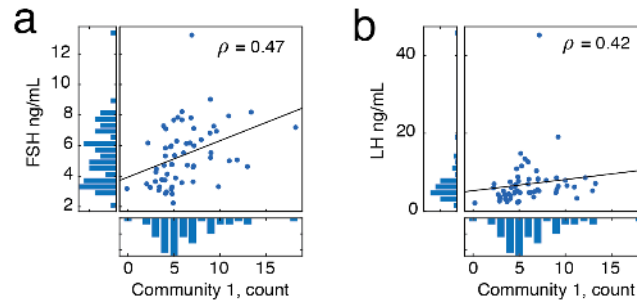 a
ρ = 0.47
FSH ng/mL
12
10
8
6
4
2
0
5
10
15
Community 1, count
b
ρ = 0.42
LH ng/mL
40
20
0
0
5
10
15
Community 1, count